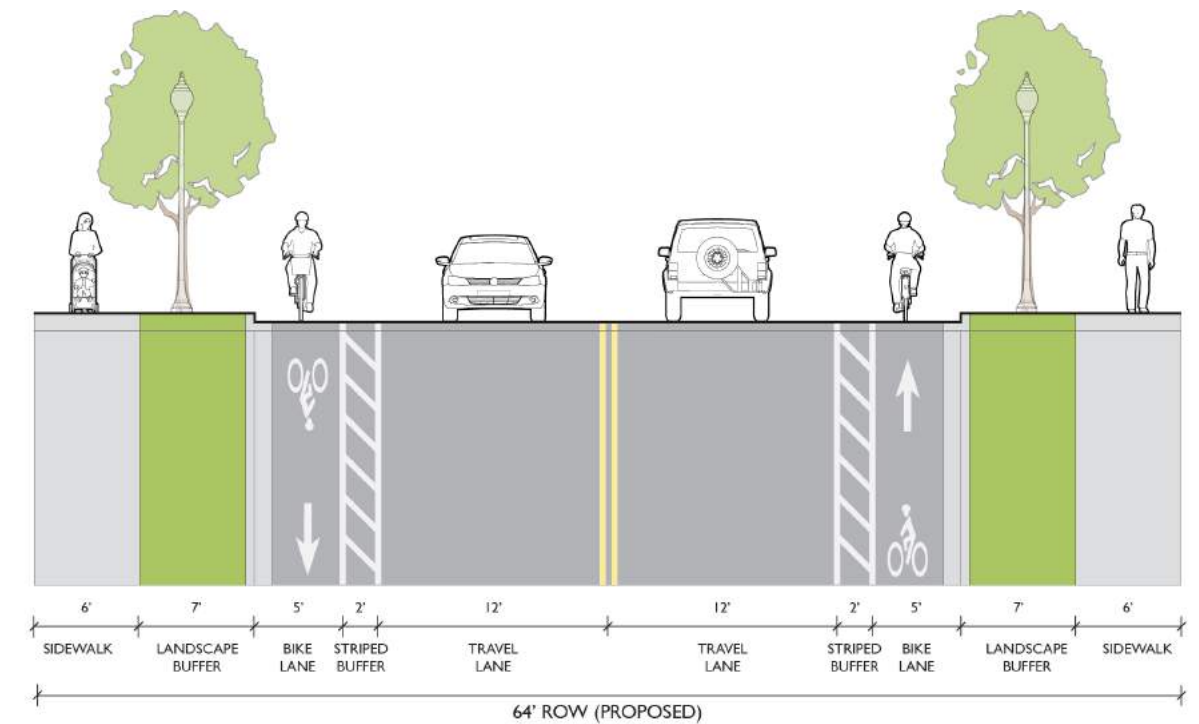 6' 7' 5' 2' 12' 12' 2' 5' 7' 6'
SIDEWALK LANDSCAPE BIKE STRIPED TRAVEL TRAVEL STRIPED BIKE LANDSCAPE SIDEWALK
BUFFER LANE BUFFER LANE LANE BUFFER LANE BUFFER
64' ROW (PROPOSED)